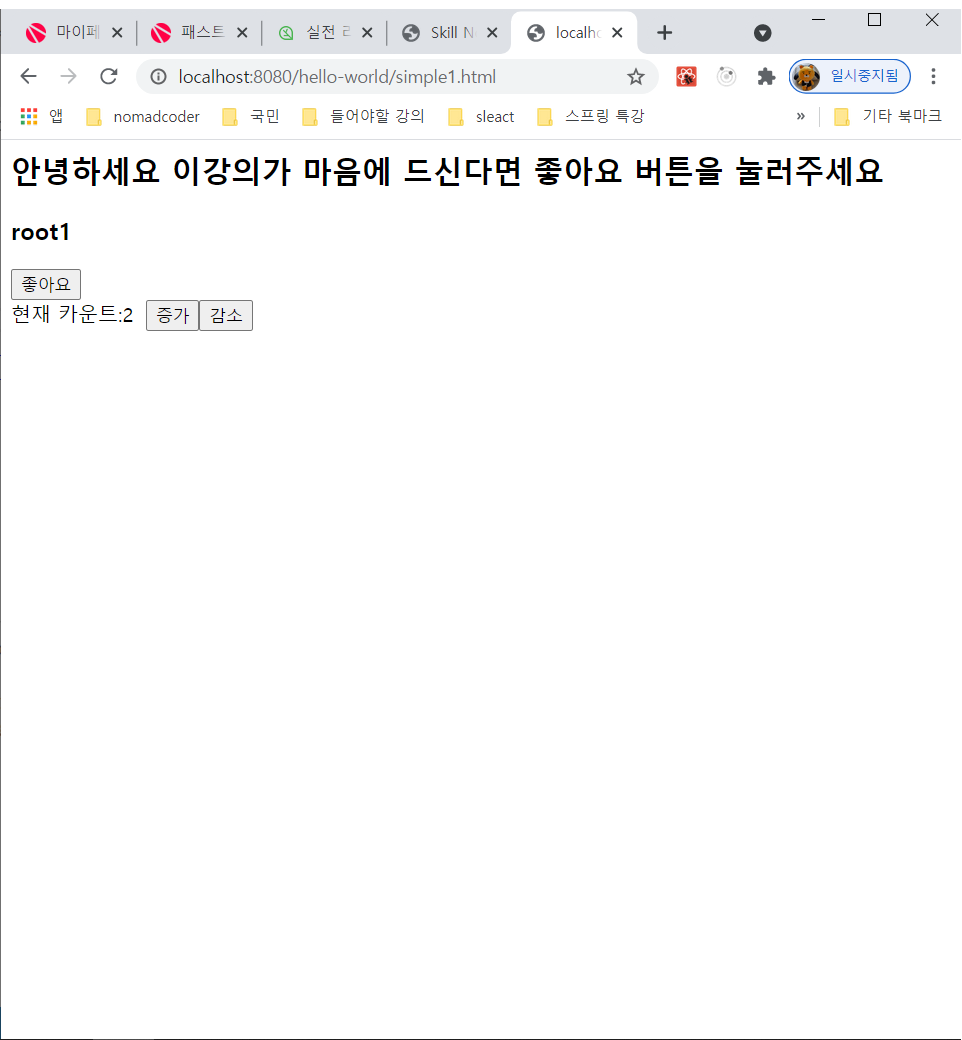 마이페 패스트 실전 리 Skill N localho
localhost:8080/hello-world/simple1.html 일시중지됨
앱 nomadcoder 국민 들어야할 강의 sleact 스프링 특강 » 기타 북마크
안녕하세요 이강의가 마음에 드신다면 좋아요 버튼을 눌러주세요
root1
좋아요
현재 카운트:2 증가 감소